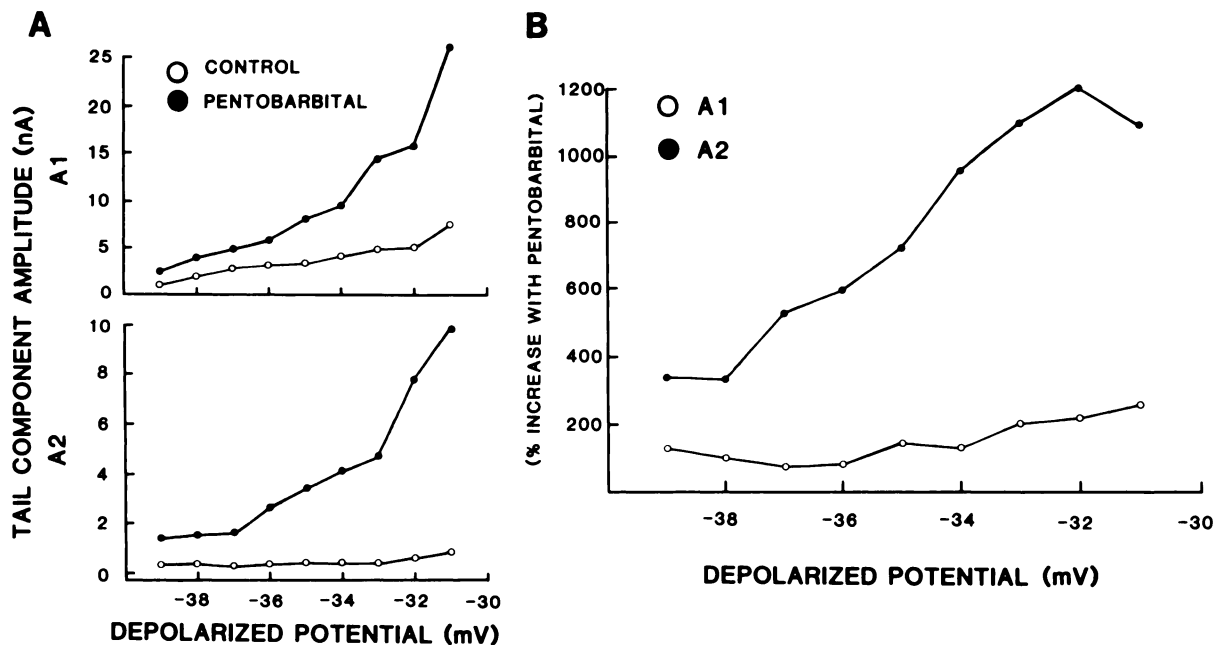 A
TAIL COMPONENT AMPLITUDE (nA)
A1
25
20
15
10
5
0
CONTROL
PENTOBARBITAL
A2
10
8
6
4
2
0
-38
-36
-34
-32
-30
DEPOLARIZED POTENTIAL (mV)
B
(% INCREASE WITH PENTOBARBITAL)
1200
1000
800
600
400
200
A1
A2
-38
-36
-34
-32
-30
DEPOLARIZED POTENTIAL (mV)